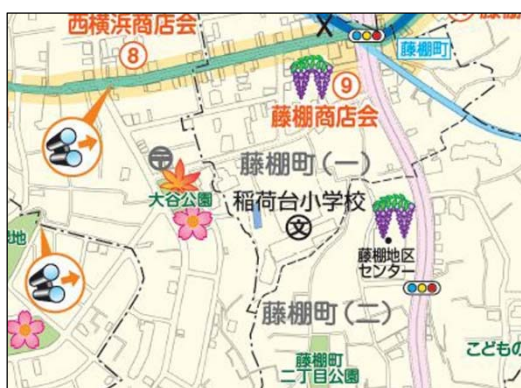 西横浜商店会
⑧
藤棚町
⑨
藤棚商店会
〒
藤棚町(一)
大谷公園
稲荷台小学校
文
藤棚地区
センター
藤棚町(二)
藤棚町
二丁目公園
こどもの